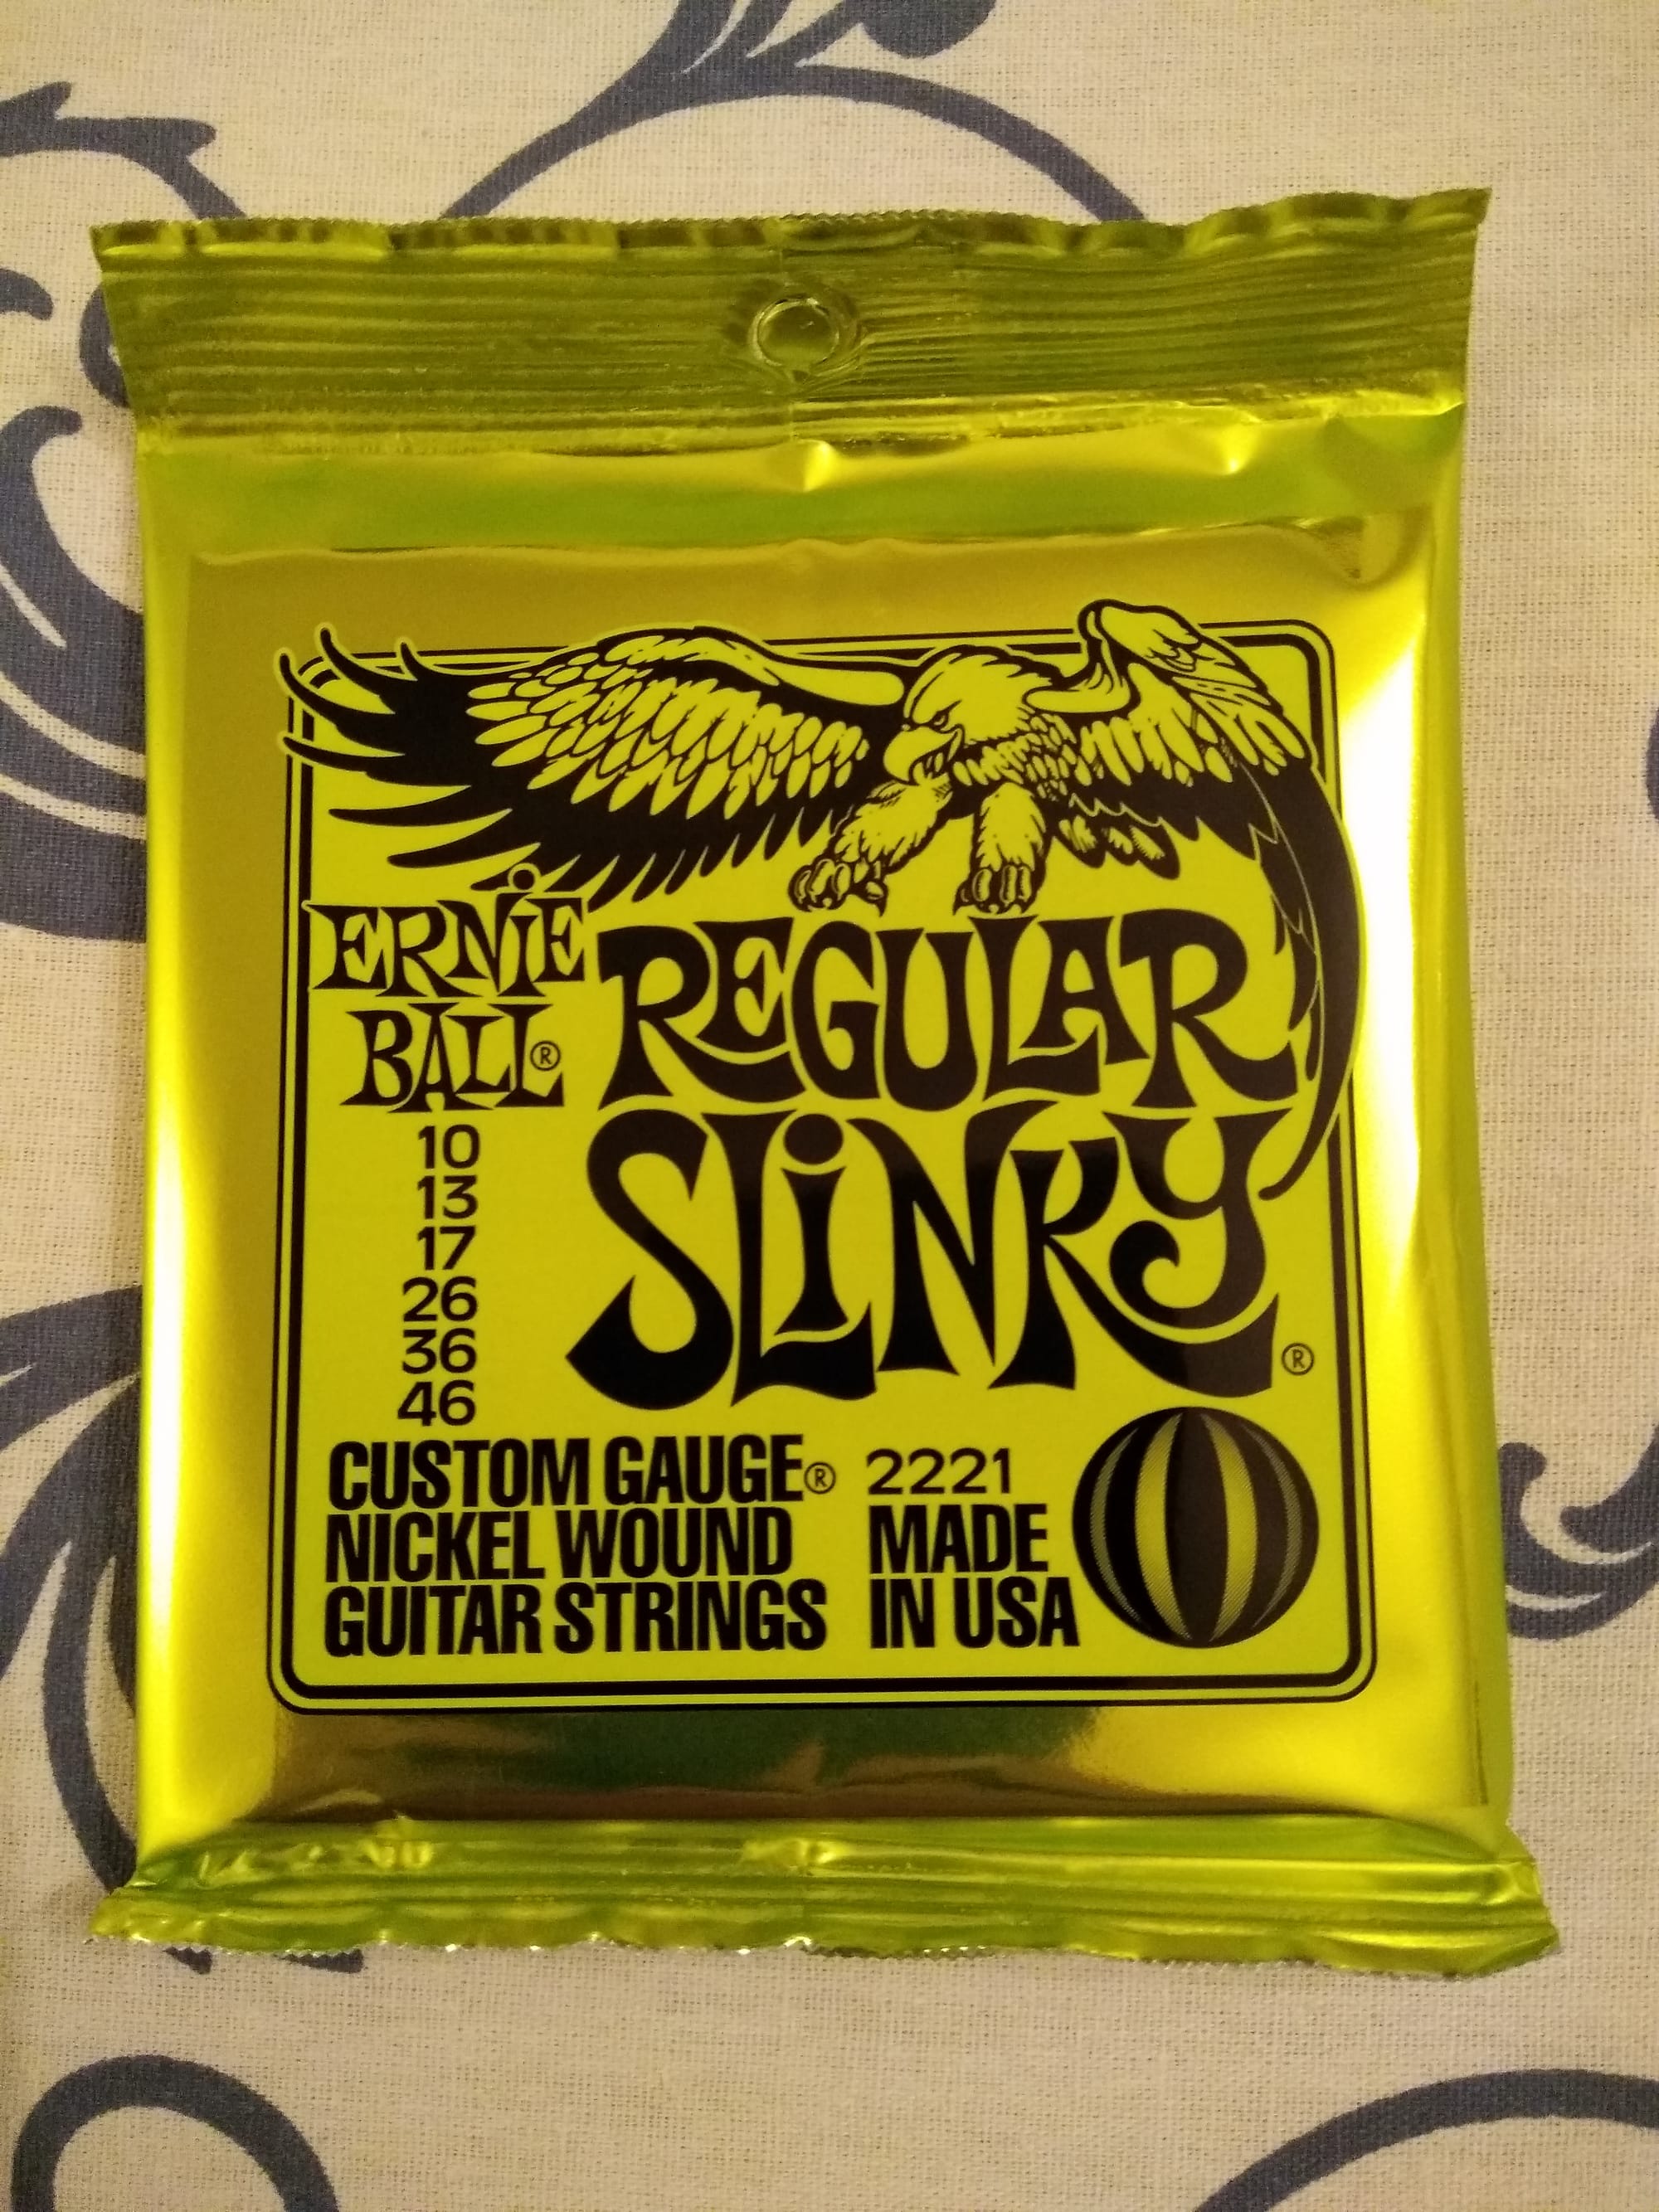 ERNiE
BALL®
REGULAR
SLiNKY®
10
13
17
26
36
46
CUSTOM GAUGE®
NICKEL WOUND
GUITAR STRINGS
2221
MADE
IN USA